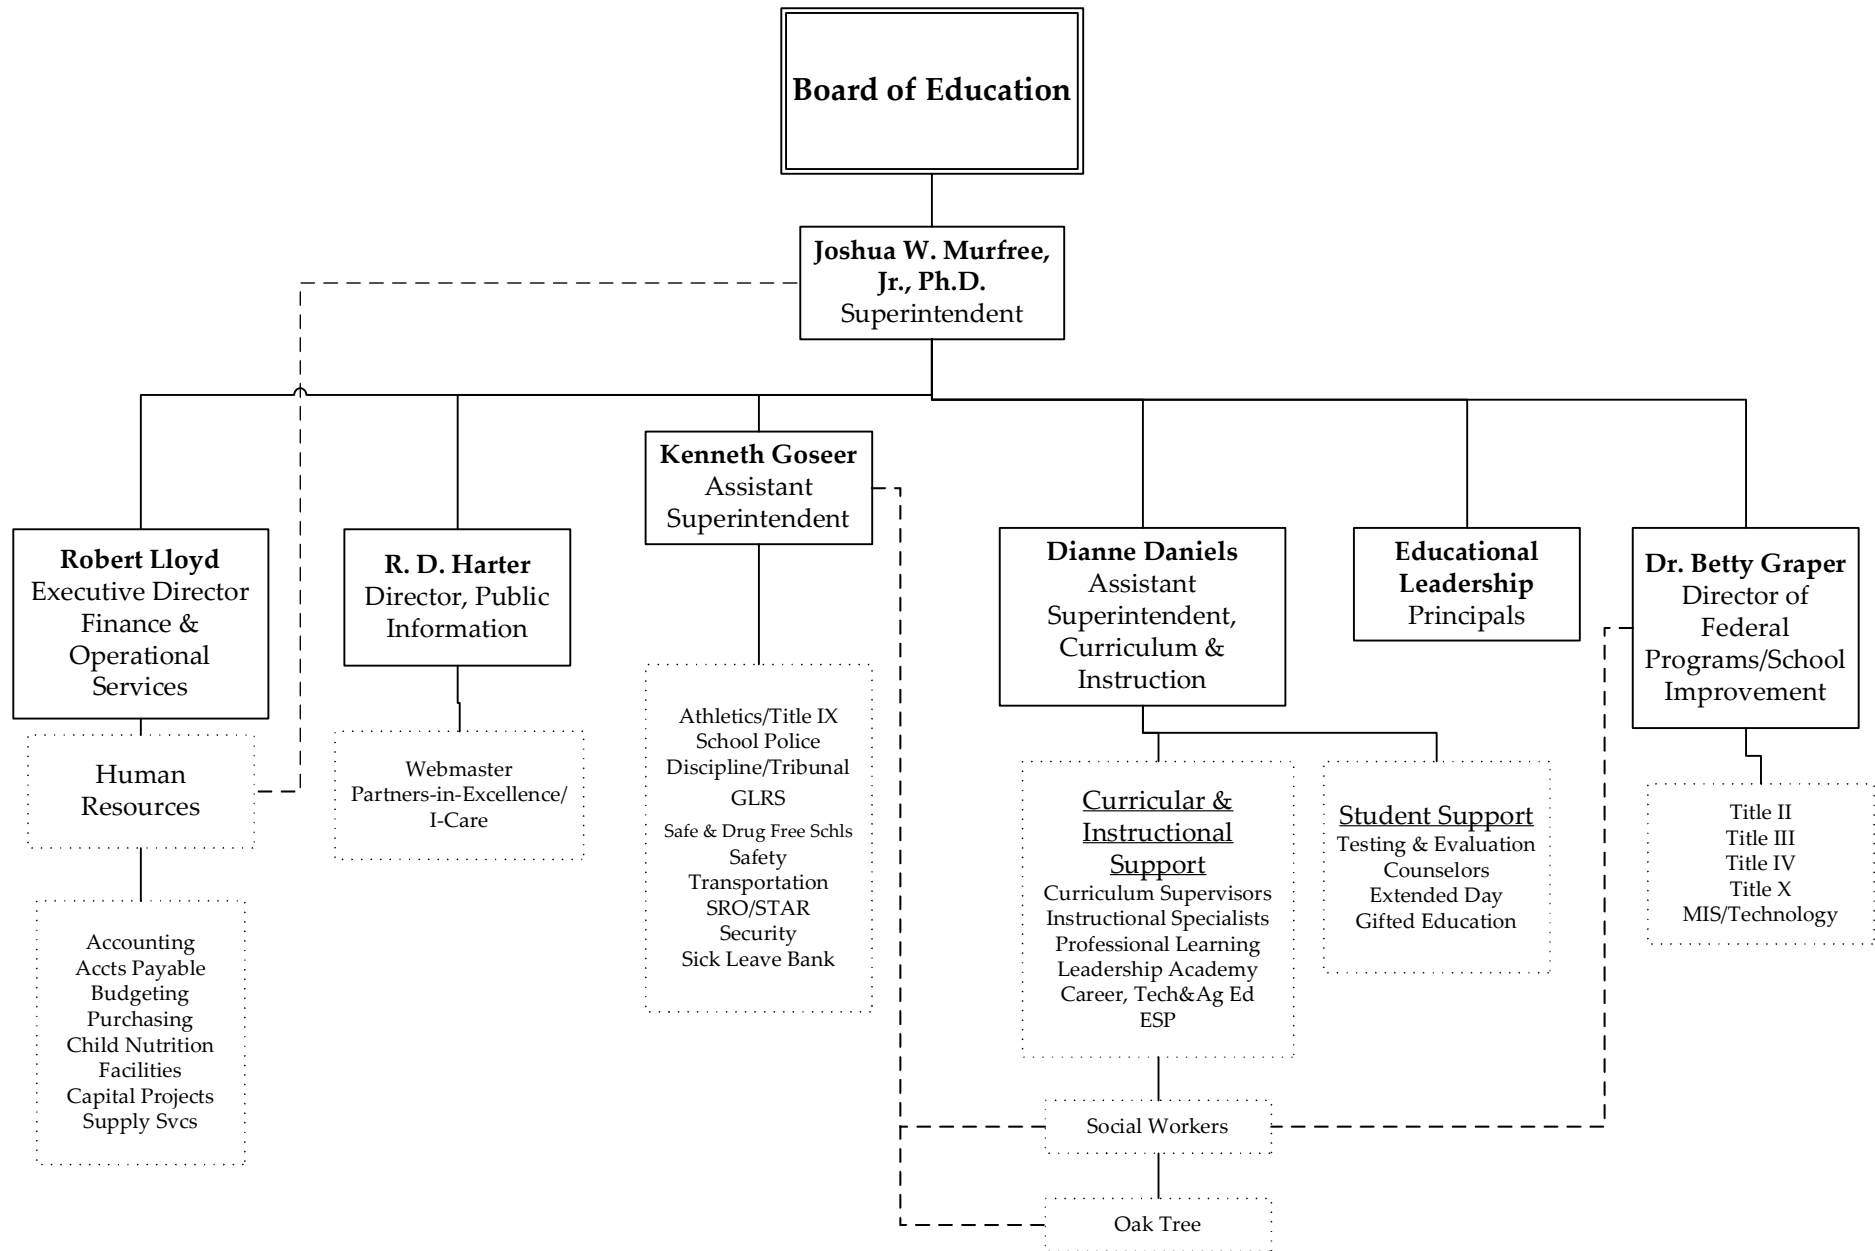 Board of Education
Joshua W. Murfree,
Jr., Ph.D.
Superintendent
Robert Lloyd
Executive Director
Finance &
Operational
Services
Human
Resources
Accounting
Accts Payable
Budgeting
Purchasing
Child Nutrition
Facilities
Capital Projects
Supply Svcs
R. D. Harter
Director, Public
Information
Webmaster
Partners-in-Excellence/
I-Care
Kenneth Goseer
Assistant
Superintendent
Athletics/Title IX
School Police
Discipline/Tribunal
GLRS
Safe & Drug Free Schls
Safety
Transportation
SRO/STAR
Security
Sick Leave Bank
Dianne Daniels
Assistant
Superintendent,
Curriculum &
Instruction
Curricular &
Instructional
Support
Curriculum Supervisors
Instructional Specialists
Professional Learning
Leadership Academy
Career, Tech&Ag Ed
ESP
Student Support
Testing & Evaluation
Counselors
Extended Day
Gifted Education
Social Workers
Oak Tree
Educational
Leadership
Principals
Dr. Betty Graper
Director of
Federal
Programs/School
Improvement
Title II
Title III
Title IV
Title X
MIS/Technology